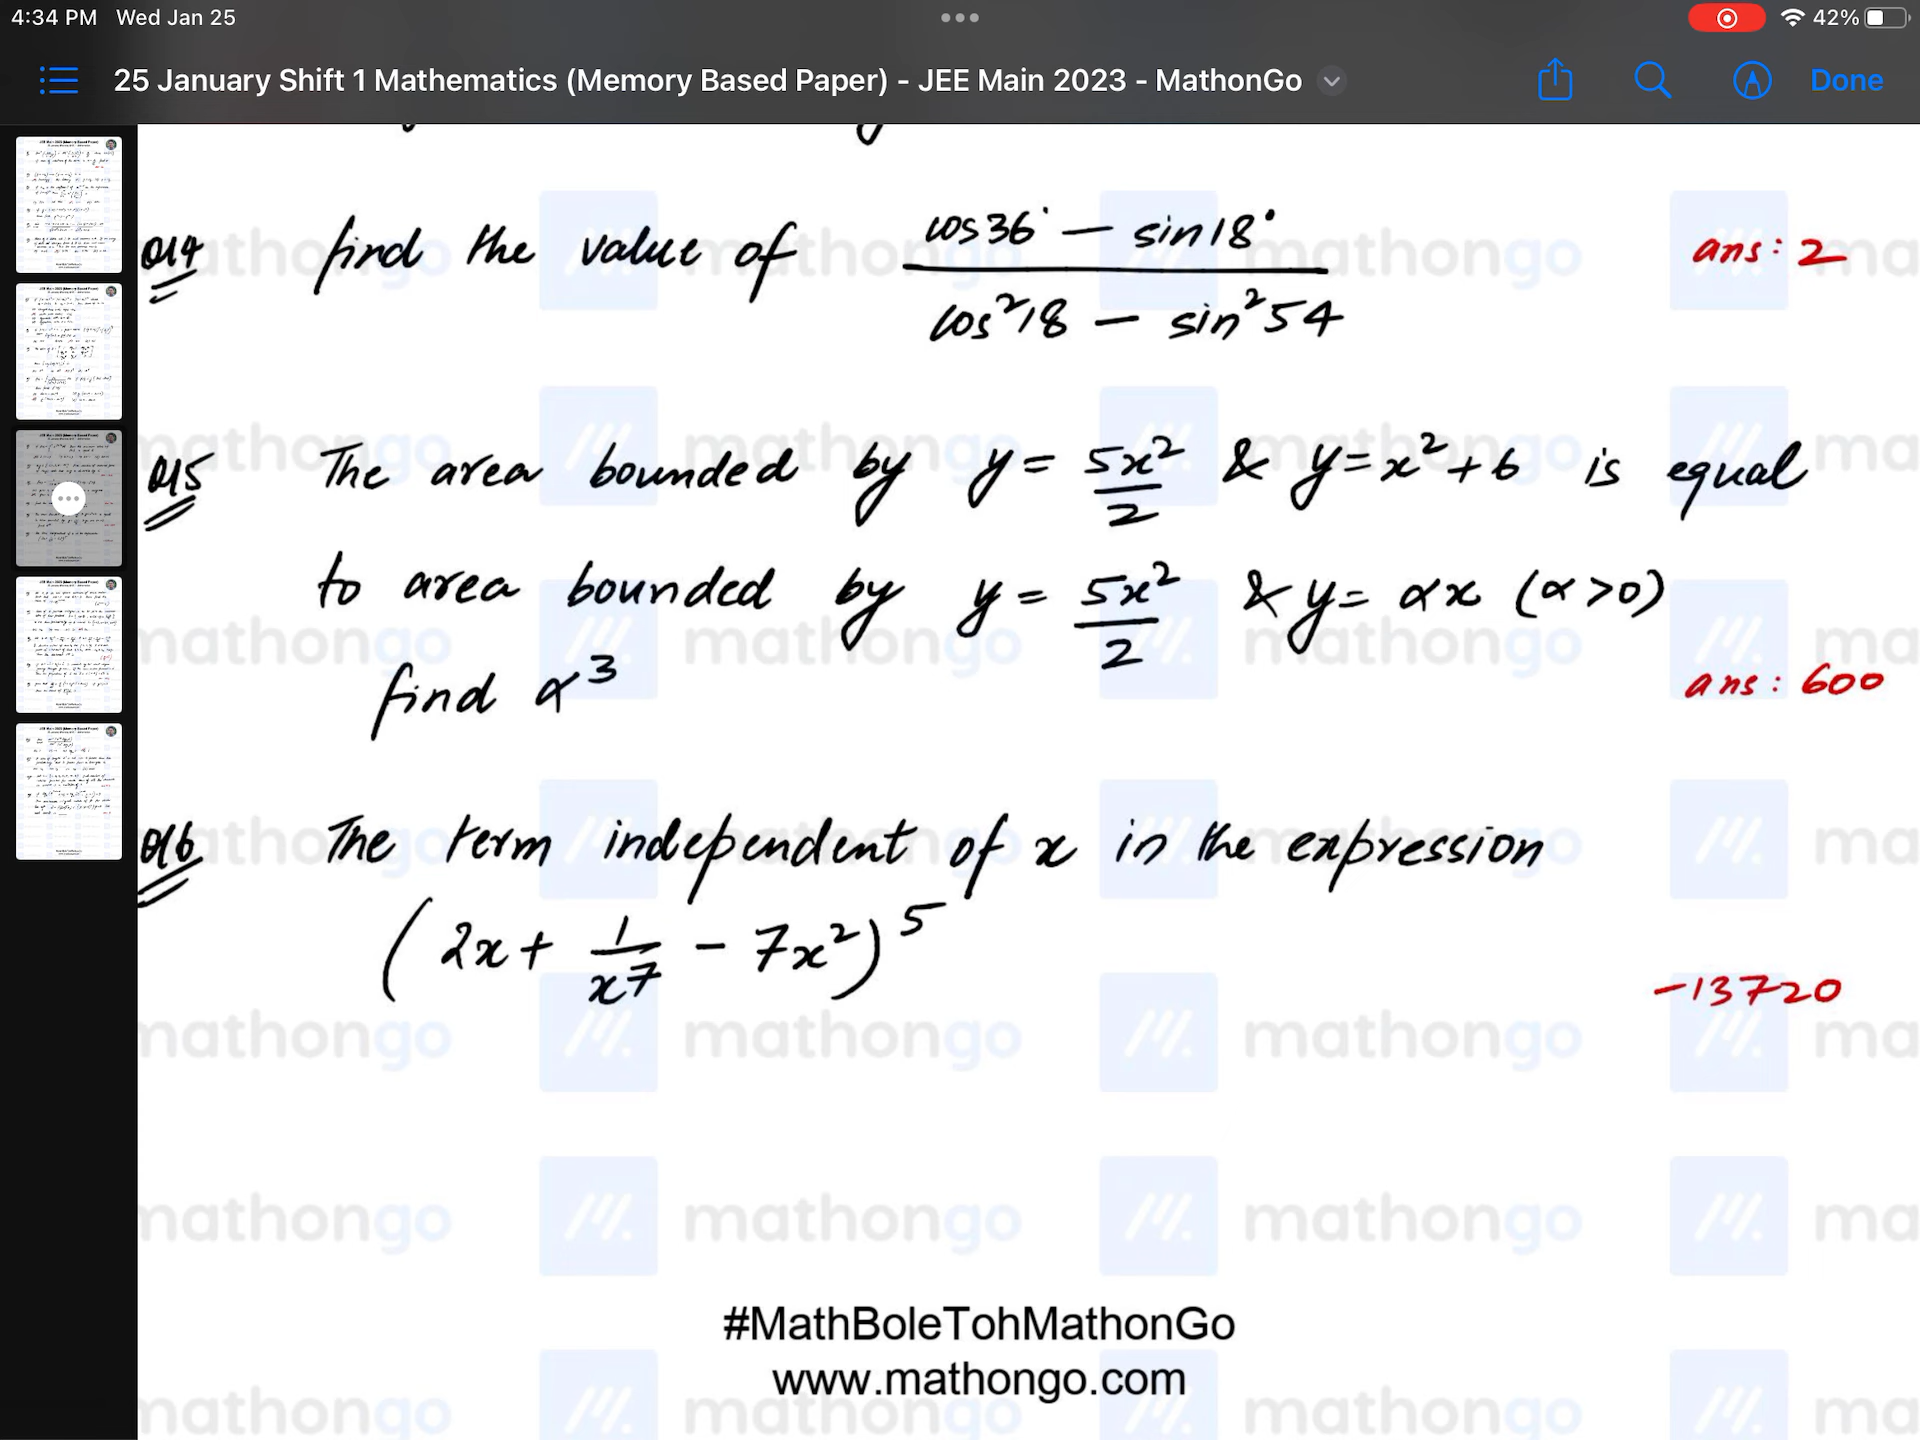 4:34 PM Wed Jan 25
42%
25 January Shift 1 Mathematics (Memory Based Paper) - JEE Main 2023 - MathonGo
Done
Q14 find the value of (cos36° − sin18°)/(cos²18 − sin²54)
ans: 2
Q15 The area bounded by y = 5x²/2 & y=x²+6 is equal
to area bounded by y = 5x²/2 & y= αx (α>0)
find α³
ans: 600
Q16 The term independent of x in the expression
(2x + 1/x⁷ − 7x²)⁵
−13720
mathongo
#MathBoleTohMathonGo
www.mathongo.com